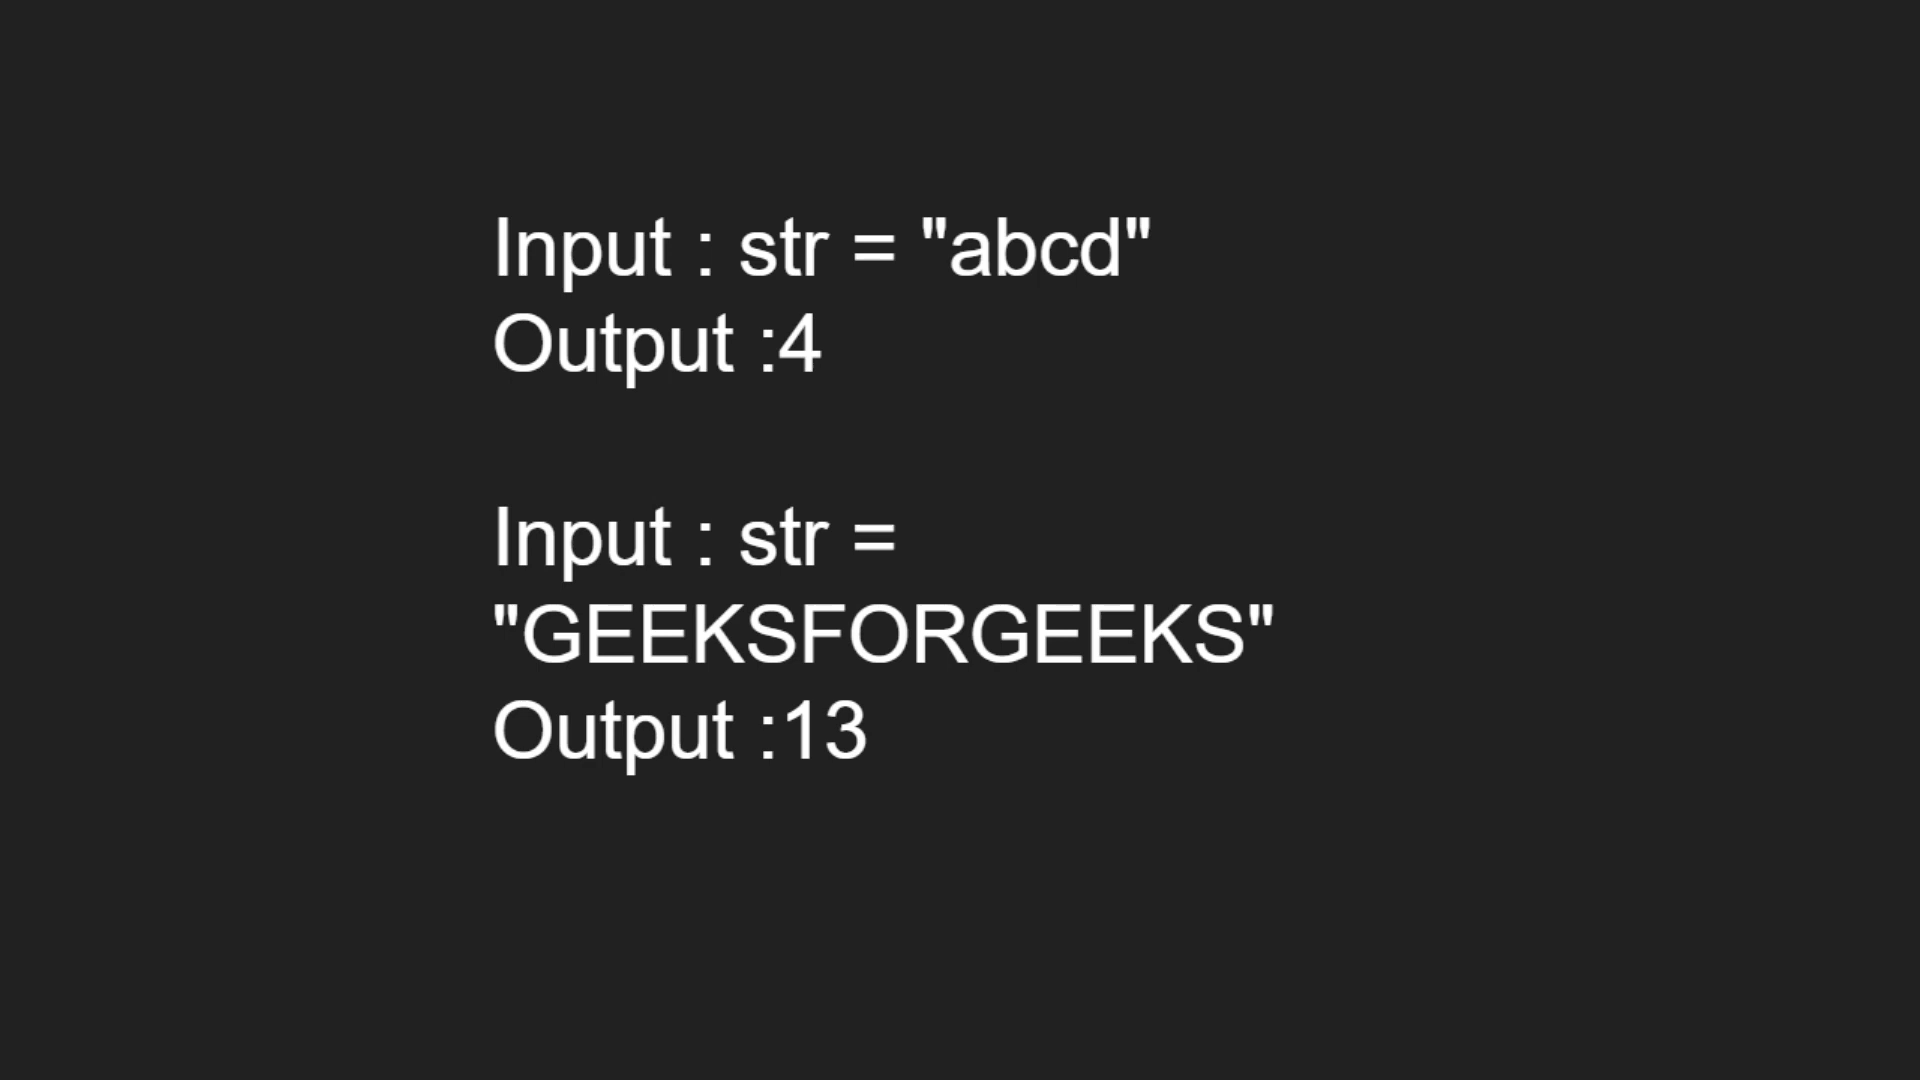 Input : str = "abcd"
Output :4
Input : str =
"GEEKSFORGEEKS"
Output :13